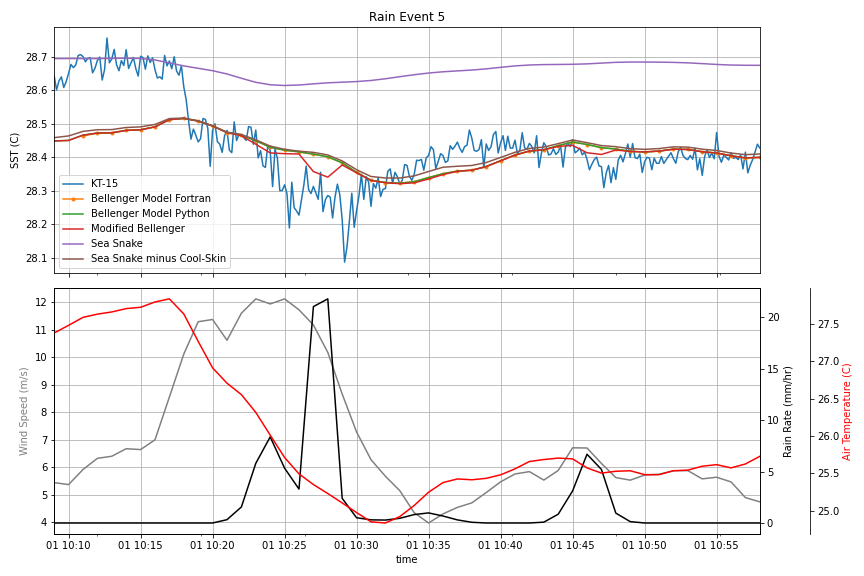 Rain Event 5
SST (C)
28.7
28.6
28.5
28.4
28.3
28.2
28.1
KT-15
Bellenger Model Fortran
Bellenger Model Python
Modified Bellenger
Sea Snake
Sea Snake minus Cool-Skin
Wind Speed (m/s)
12
11
10
9
8
7
6
5
4
20
15
10
5
0
Rain Rate (mm/hr)
27.5
27.0
26.5
26.0
25.5
25.0
Air Temperature (C)
01 10:10 01 10:15 01 10:20 01 10:25 01 10:30 01 10:35 01 10:40 01 10:45 01 10:50 01 10:55
time